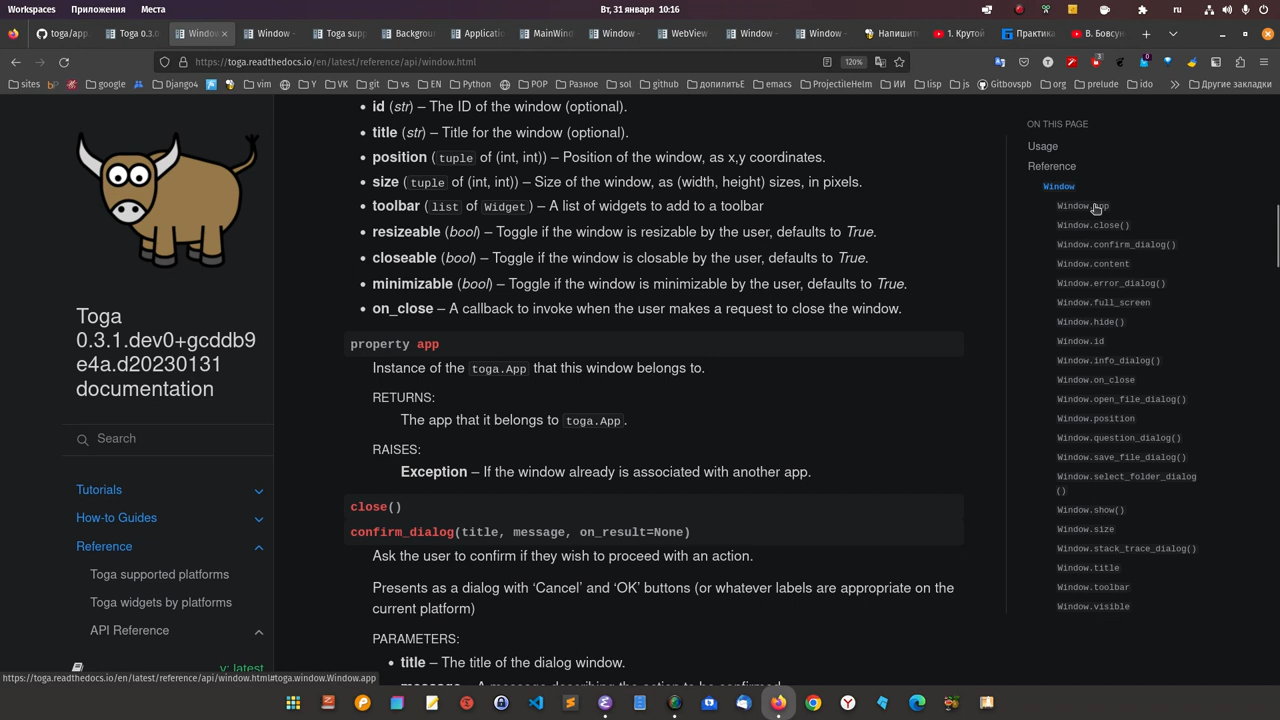 Workspaces Приложения Места Вт, 31 января 10:16 ru
toga/app. Toga 0.3.0 Window Window - Toga supp Backgrou Applicatio MainWind Window - WebView Window - Window - Напишит 1. Крутой Практика В. Бовсун
https://toga.readthedocs.io/en/latest/reference/api/window.html 120%
sites google Django4 vim Y VK git vs EN Python POP Разное sol github допилитьЕ emacs ProjectileHelm ИИ lisp js Gitbovspb org prelude ido Другие закладки
Toga
0.3.1.dev0+gcddb9
e4a.d20230131
documentation
Search
Tutorials
How-to Guides
Reference
Toga supported platforms
Toga widgets by platforms
API Reference
v: latest
id (str) – The ID of the window (optional).
title (str) – Title for the window (optional).
position (tuple of (int, int)) – Position of the window, as x,y coordinates.
size (tuple of (int, int)) – Size of the window, as (width, height) sizes, in pixels.
toolbar (list of Widget) – A list of widgets to add to a toolbar
resizeable (bool) – Toggle if the window is resizable by the user, defaults to True.
closeable (bool) – Toggle if the window is closable by the user, defaults to True.
minimizable (bool) – Toggle if the window is minimizable by the user, defaults to True.
on_close – A callback to invoke when the user makes a request to close the window.
property app
Instance of the toga.App that this window belongs to.
RETURNS:
The app that it belongs to toga.App.
RAISES:
Exception – If the window already is associated with another app.
close()
confirm_dialog(title, message, on_result=None)
Ask the user to confirm if they wish to proceed with an action.
Presents as a dialog with ‘Cancel’ and ‘OK’ buttons (or whatever labels are appropriate on the
current platform)
PARAMETERS:
title – The title of the dialog window.
message – A message describing the action to be confirmed.
ON THIS PAGE
Usage
Reference
Window
Window.app
Window.close()
Window.confirm_dialog()
Window.content
Window.error_dialog()
Window.full_screen
Window.hide()
Window.id
Window.info_dialog()
Window.on_close
Window.open_file_dialog()
Window.position
Window.question_dialog()
Window.save_file_dialog()
Window.select_folder_dialog
()
Window.show()
Window.size
Window.stack_trace_dialog()
Window.title
Window.toolbar
Window.visible
https://toga.readthedocs.io/en/latest/reference/api/window.html#toga.window.Window.app